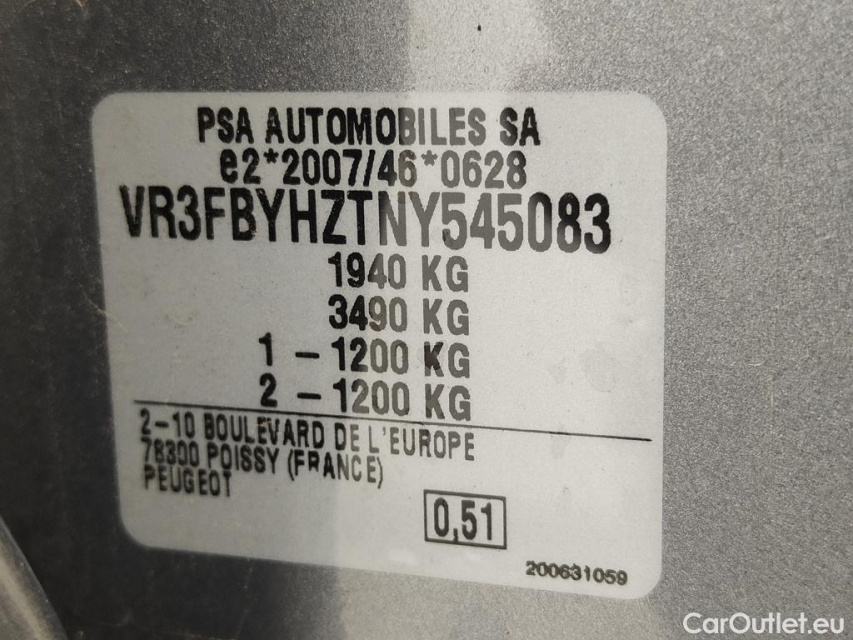 PSA AUTOMOBILES SA
e2*2007/46*0628
VR3FBYHZTNY545083
1940 KG
3490 KG
1 - 1200 KG
2 - 1200 KG
2-10 BOULEVARD DE L'EUROPE
78300 POISSY (FRANCE)
PEUGEOT
0,51
200631059
CarOutlet.eu